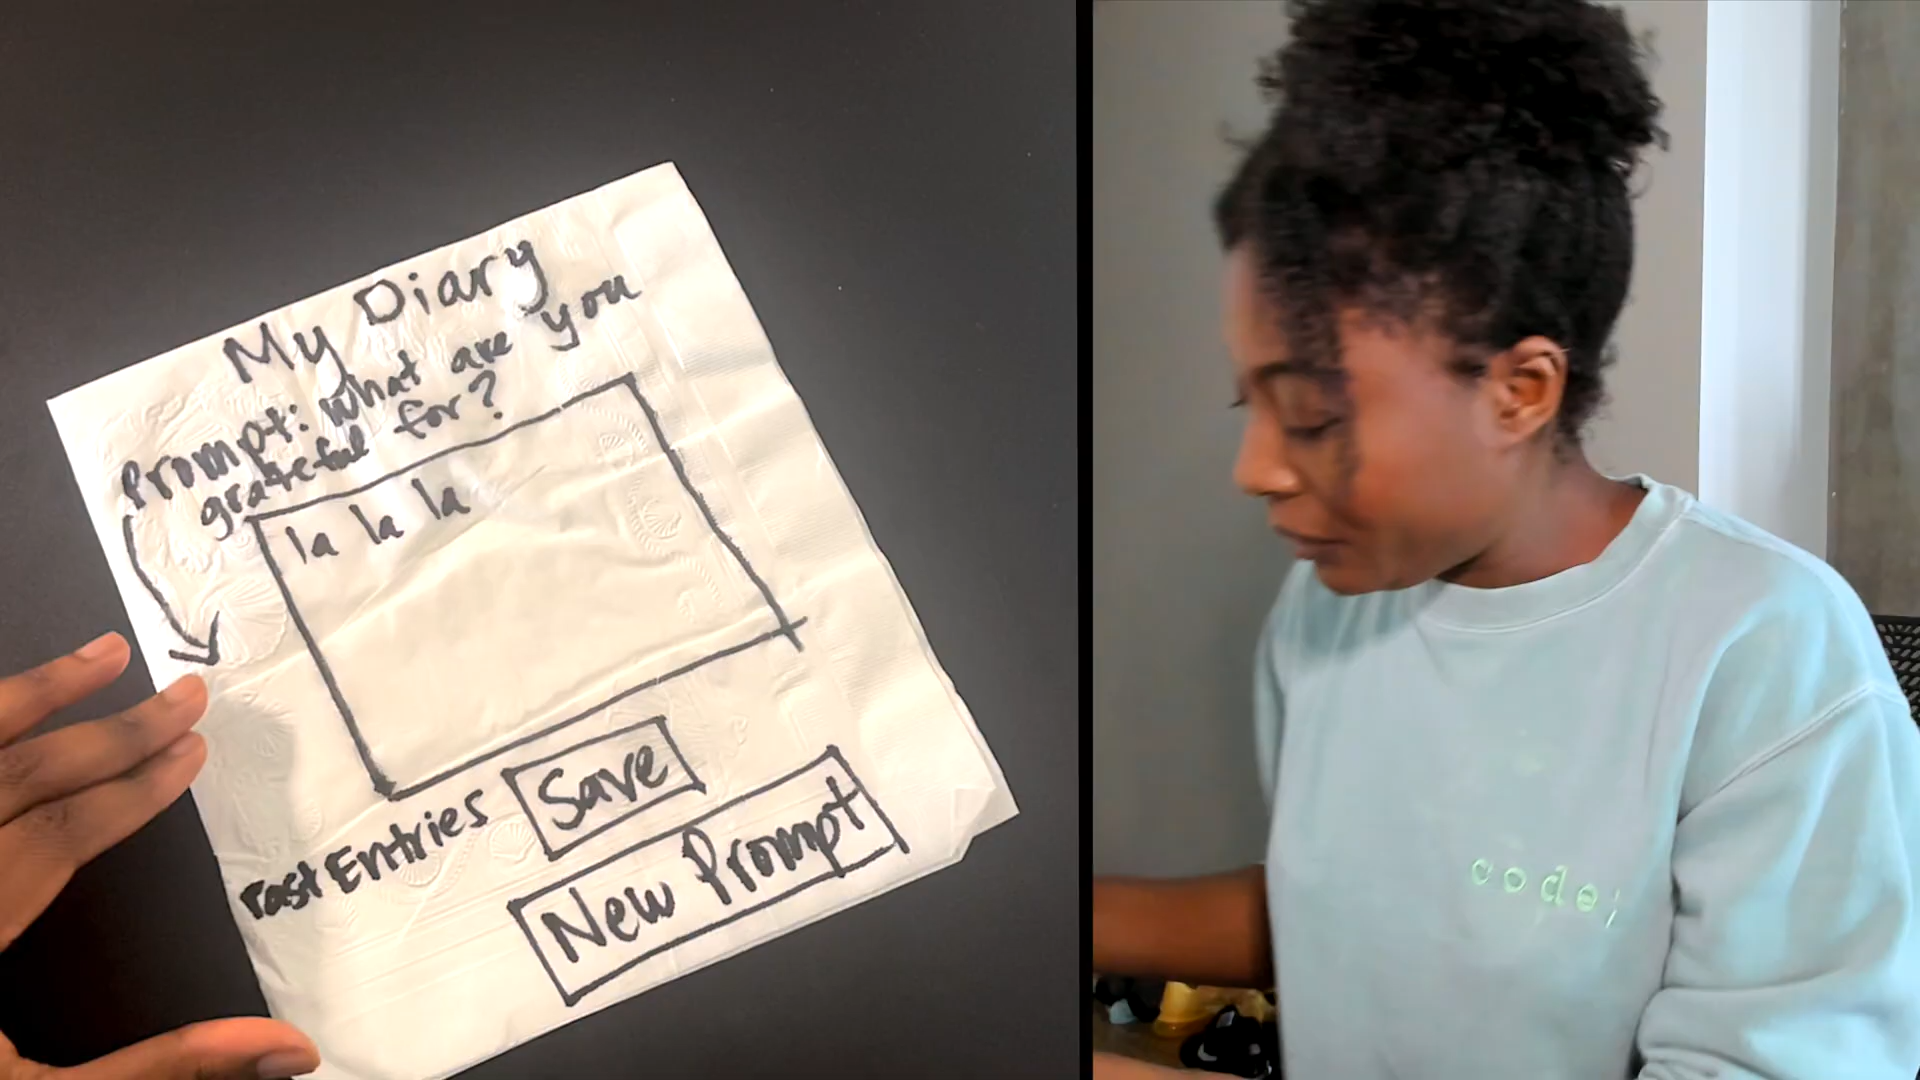 My Diary
Prompt: What are you
grateful for?
la la la
Past Entries
Save
New Prompt
code;